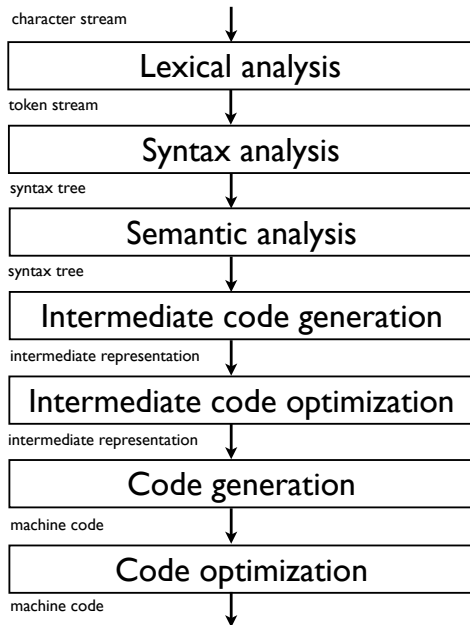 character stream
Lexical analysis
token stream
Syntax analysis
syntax tree
Semantic analysis
syntax tree
Intermediate code generation
intermediate representation
Intermediate code optimization
intermediate representation
Code generation
machine code
Code optimization
machine code